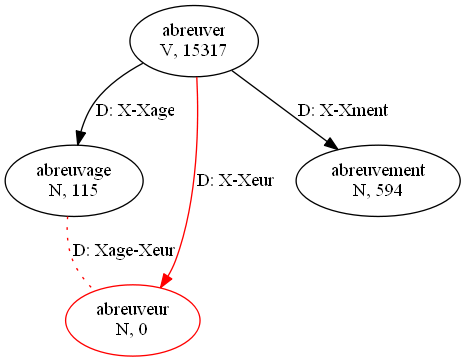 abreuver
V, 15317
D: X-Xage
D: X-Xment
abreuvage
N, 115
D: X-Xeur
abreuvement
N, 594
D: Xage-Xeur
abreuveur
N, 0